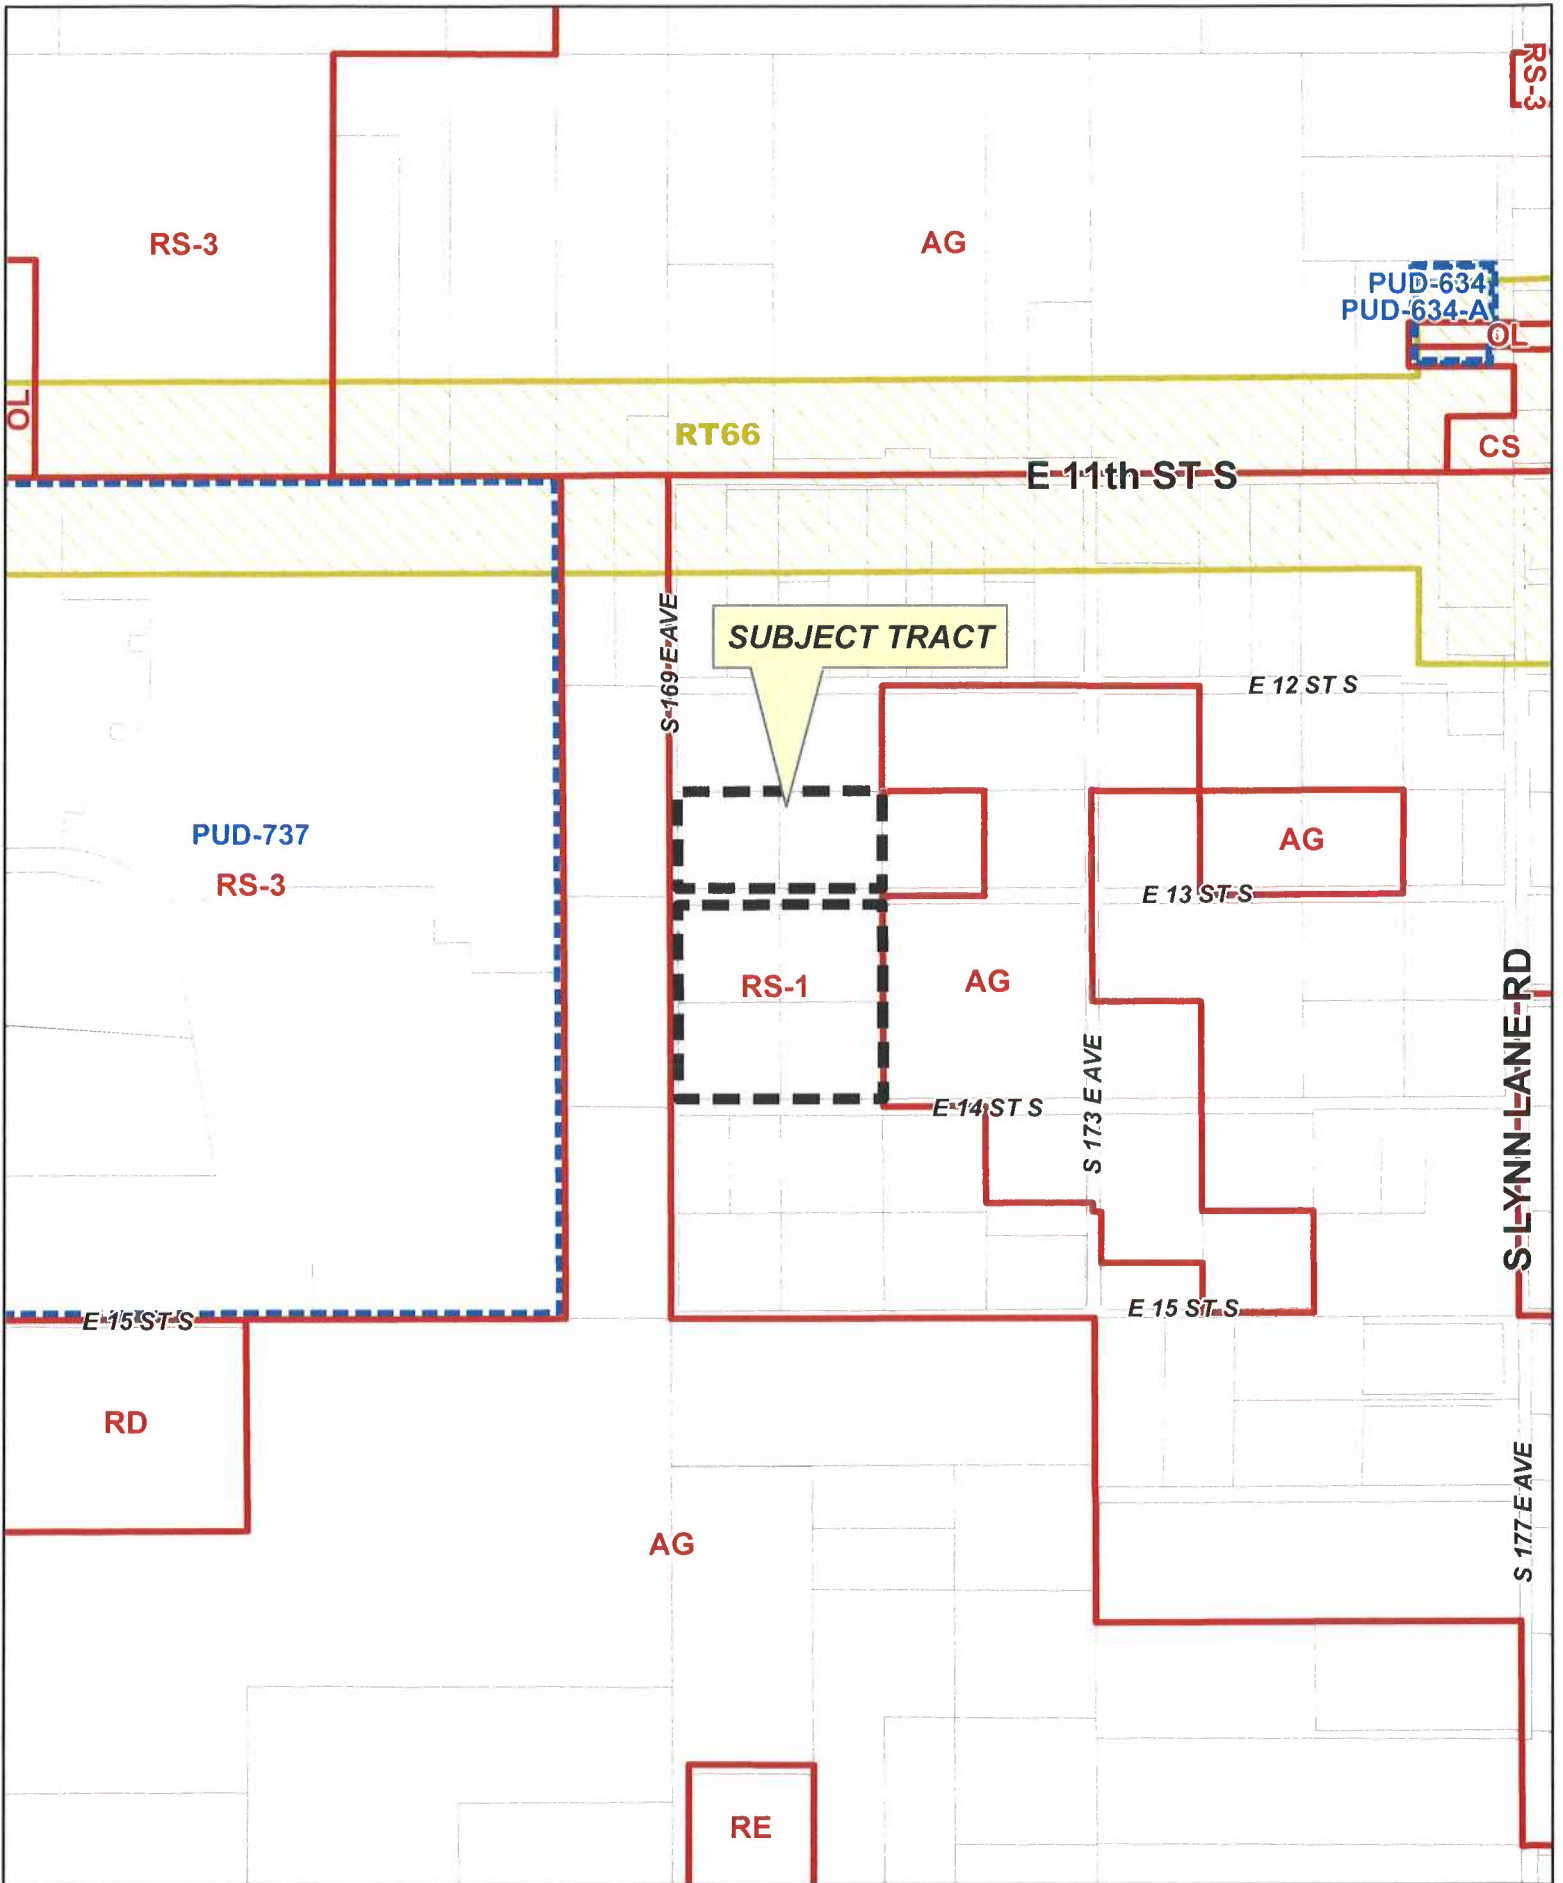 RS-3
RS-3
AG
PUD-634
PUD-634-A
OL
OL
RT66
CS
E 11th ST S
S 169 E AVE
SUBJECT TRACT
E 12 ST S
PUD-737
RS-3
AG
E 13 ST S
RS-1
AG
S 173 E AVE
S LYNN LANE RD
E 14 ST S
E 15 ST S
E 15 ST S
RD
S 177 E AVE
AG
RE